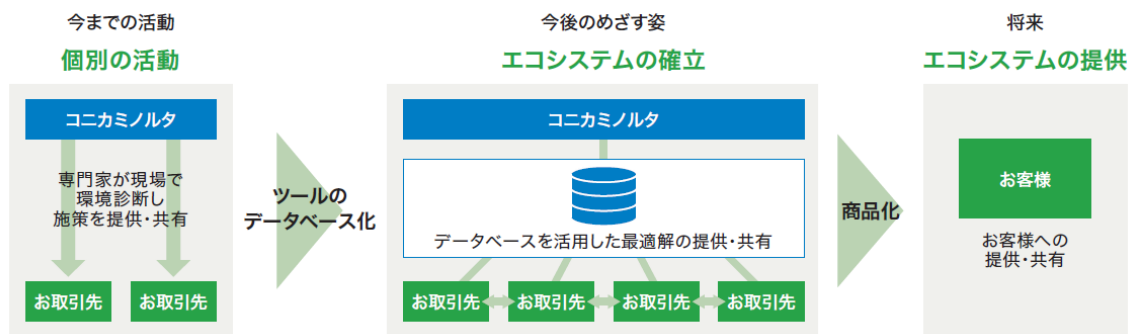 今までの活動
個別の活動
コニカミノルタ
専門家が現場で
環境診断し
施策を提供・共有
お取引先
お取引先
ツールの
データベース化
今後のめざす姿
エコシステムの確立
コニカミノルタ
データベースを活用した最適解の提供・共有
お取引先
お取引先
お取引先
お取引先
商品化
将来
エコシステムの提供
お客様
お客様への
提供・共有